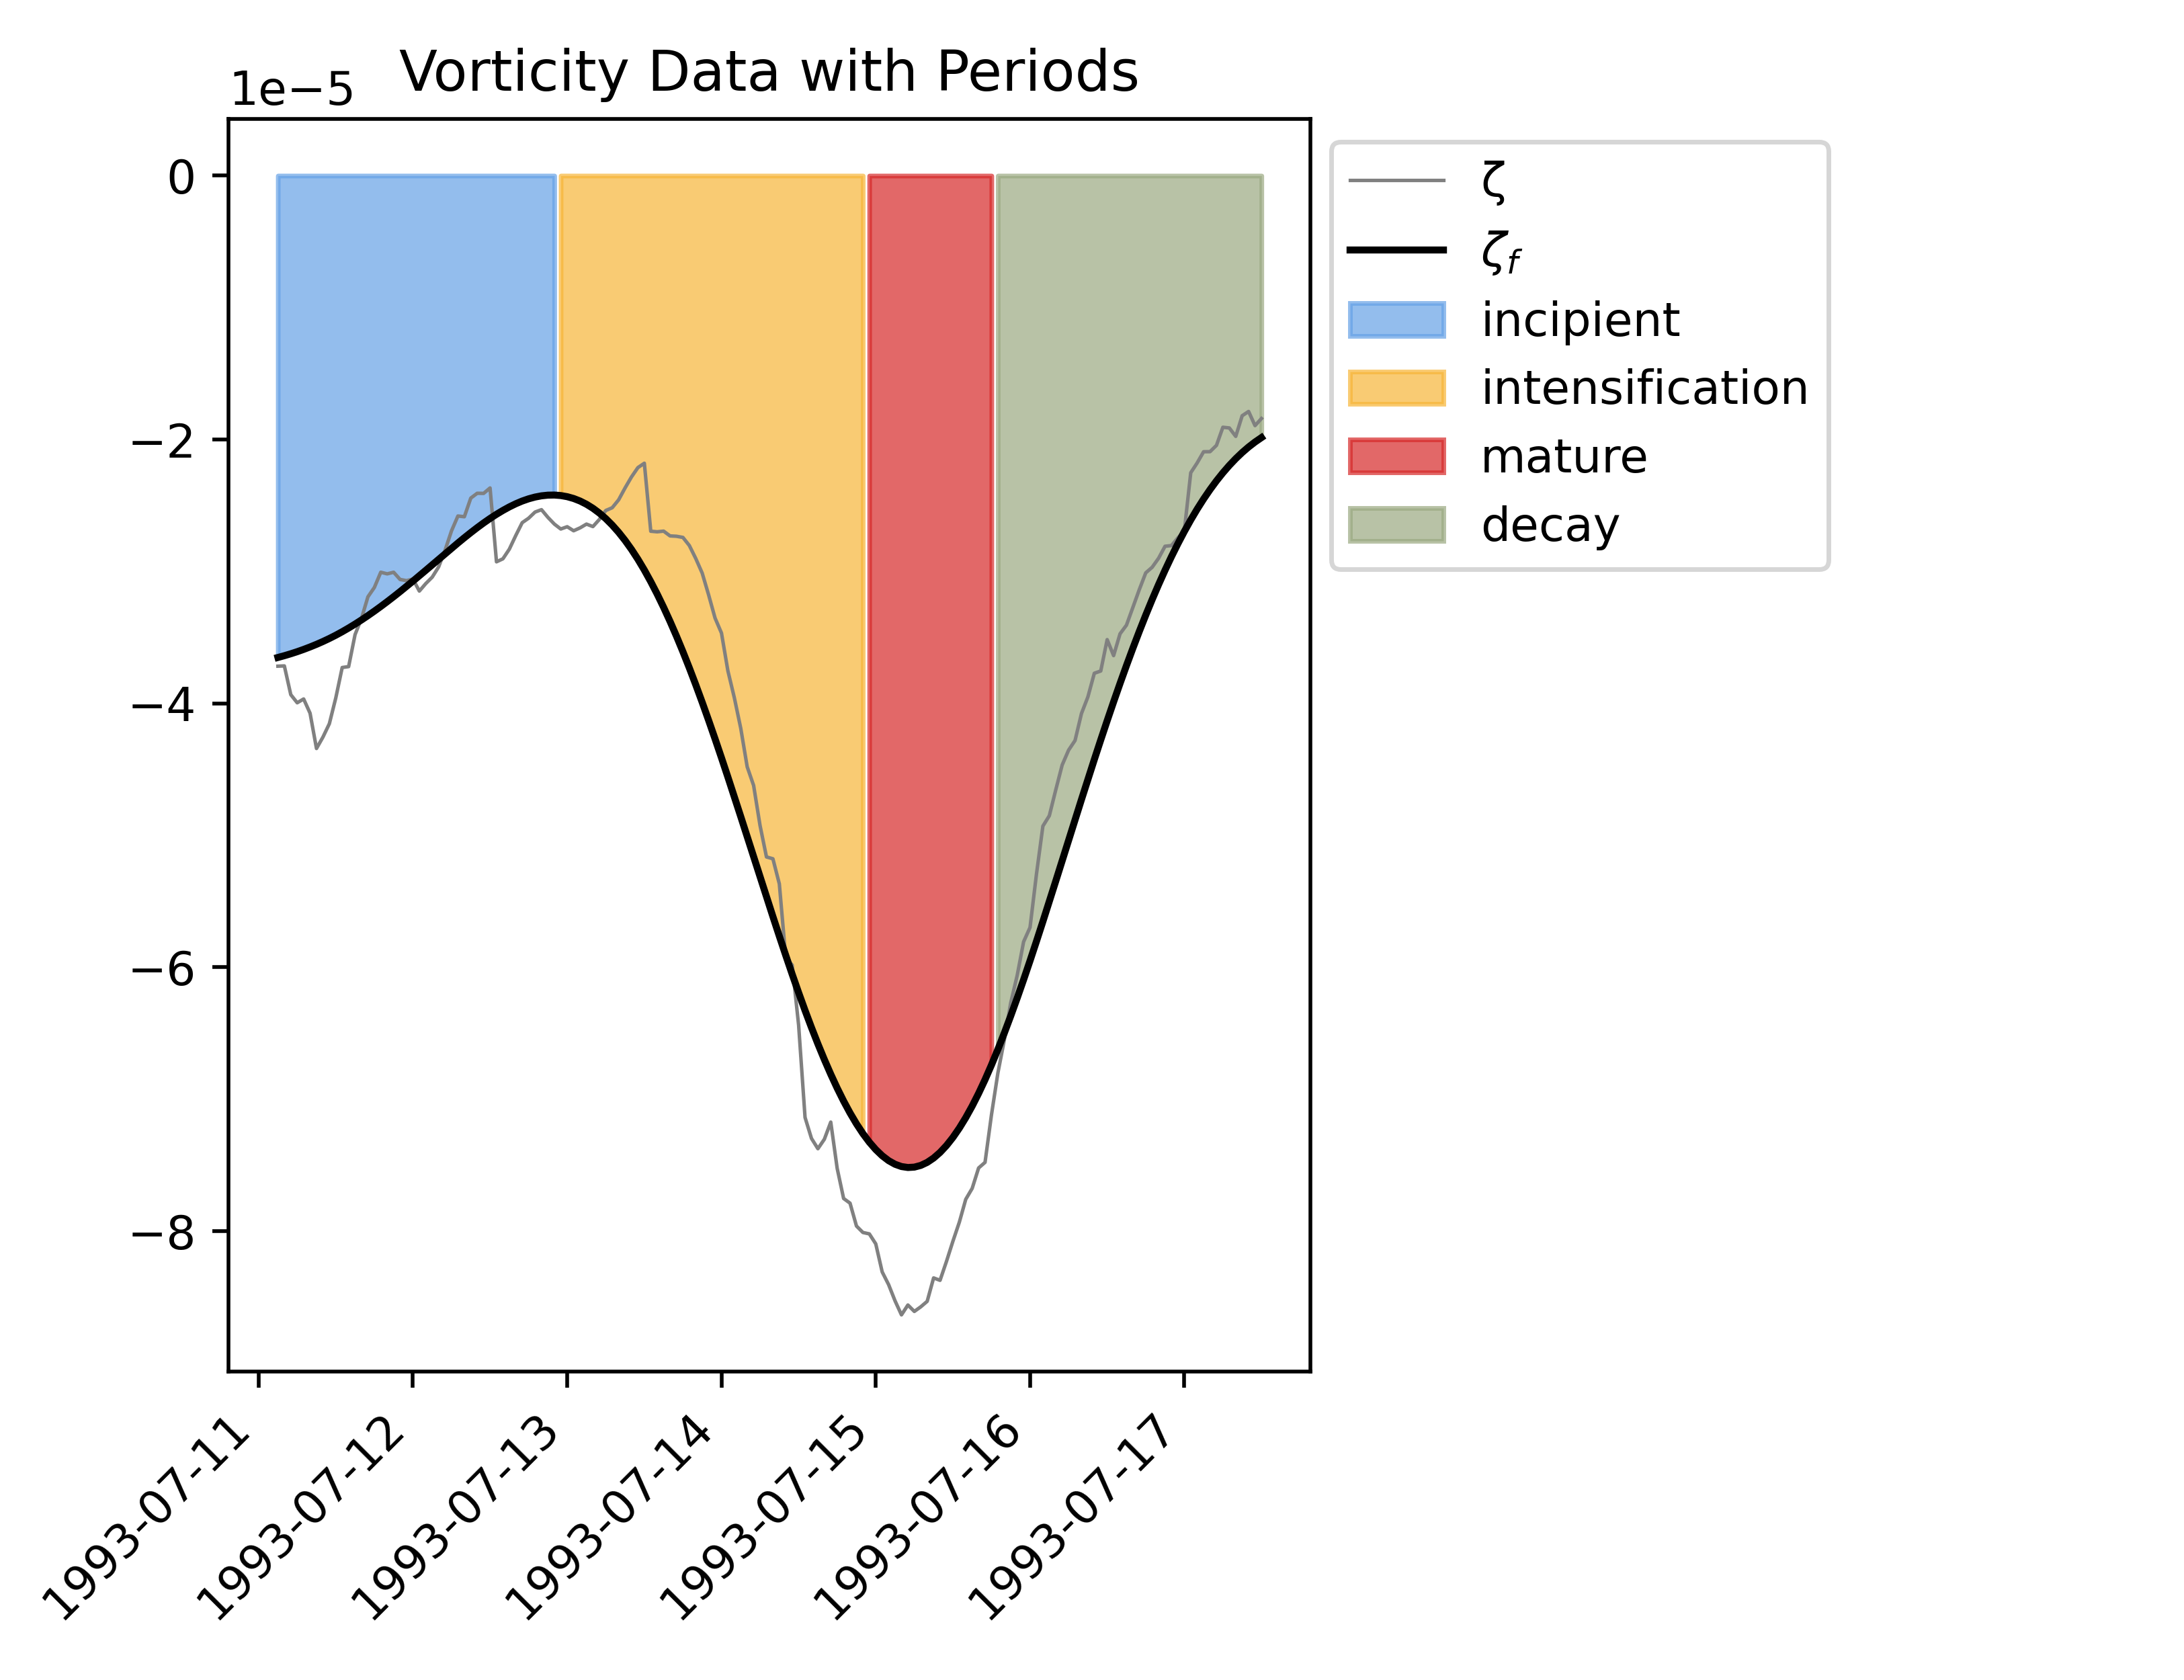 Vorticity Data with Periods
1e−5
0
−2
−4
−6
−8
1993-07-11
1993-07-12
1993-07-13
1993-07-14
1993-07-15
1993-07-16
1993-07-17
ζ
ζf
incipient
intensification
mature
decay